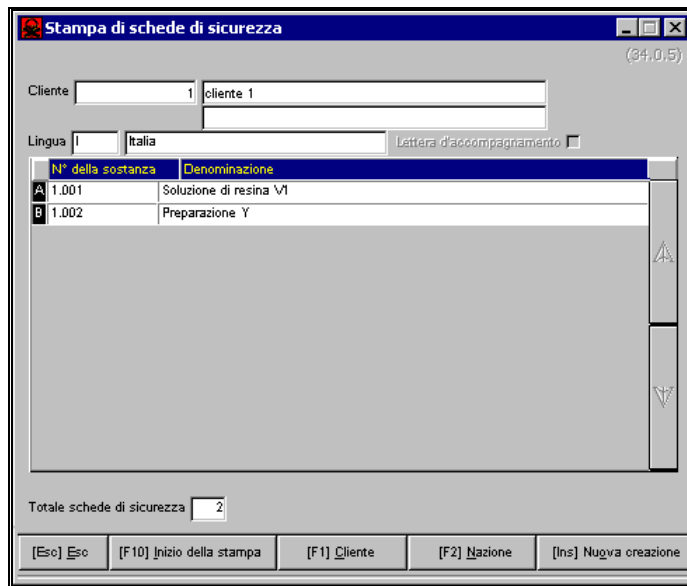 Stampa di schede di sicurezza
(34.0.5)
Cliente 1 cliente 1
Lingua I Italia Lettera d'accompagnamento
N° della sostanza Denominazione
A 1.001 Soluzione di resina V1
B 1.002 Preparazione Y
Totale schede di sicurezza 2
[Esc] Esc [F10] Inizio della stampa [F1] Cliente [F2] Nazione [Ins] Nuova creazione